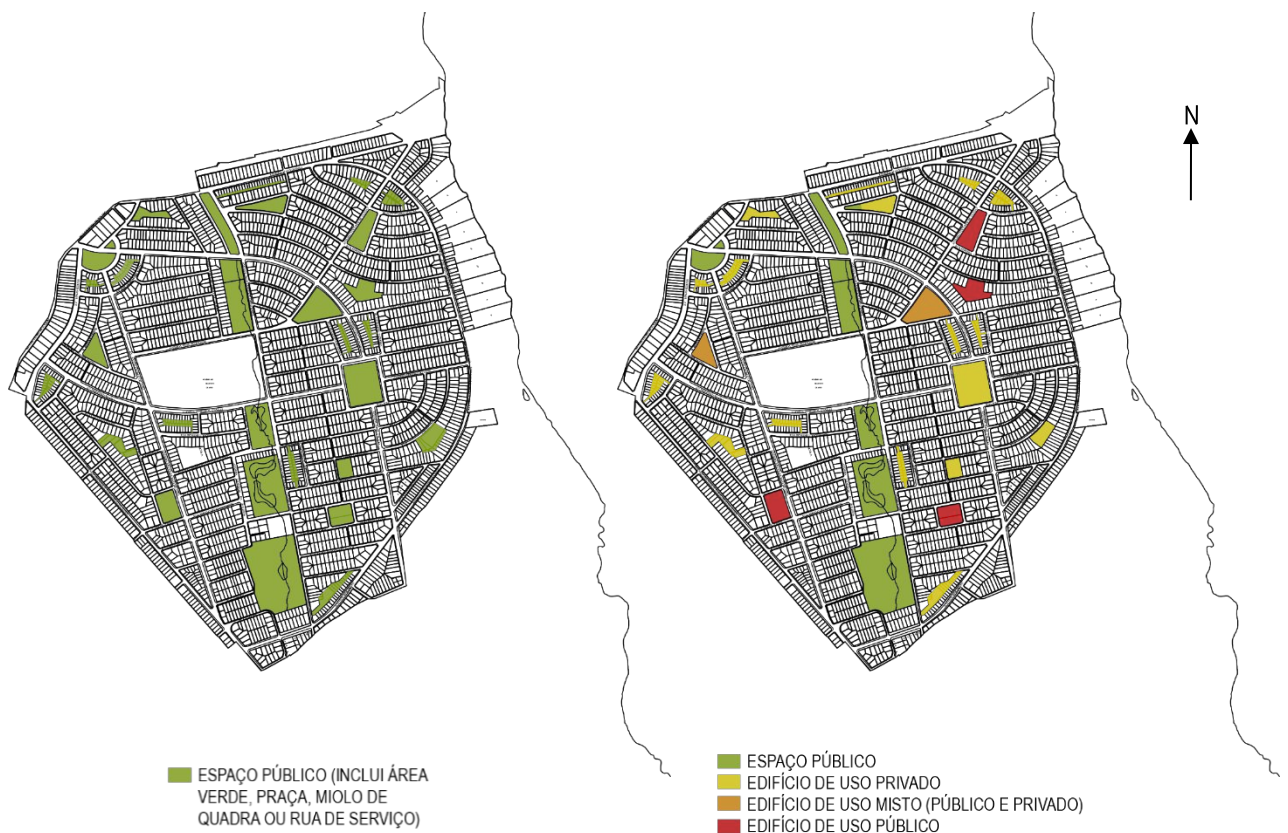 N
ESPAÇO PÚBLICO (INCLUI ÁREA
VERDE, PRAÇA, MIOLO DE
QUADRA OU RUA DE SERVIÇO)
ESPAÇO PÚBLICO
EDIFÍCIO DE USO PRIVADO
EDIFÍCIO DE USO MISTO (PÚBLICO E PRIVADO)
EDIFÍCIO DE USO PÚBLICO